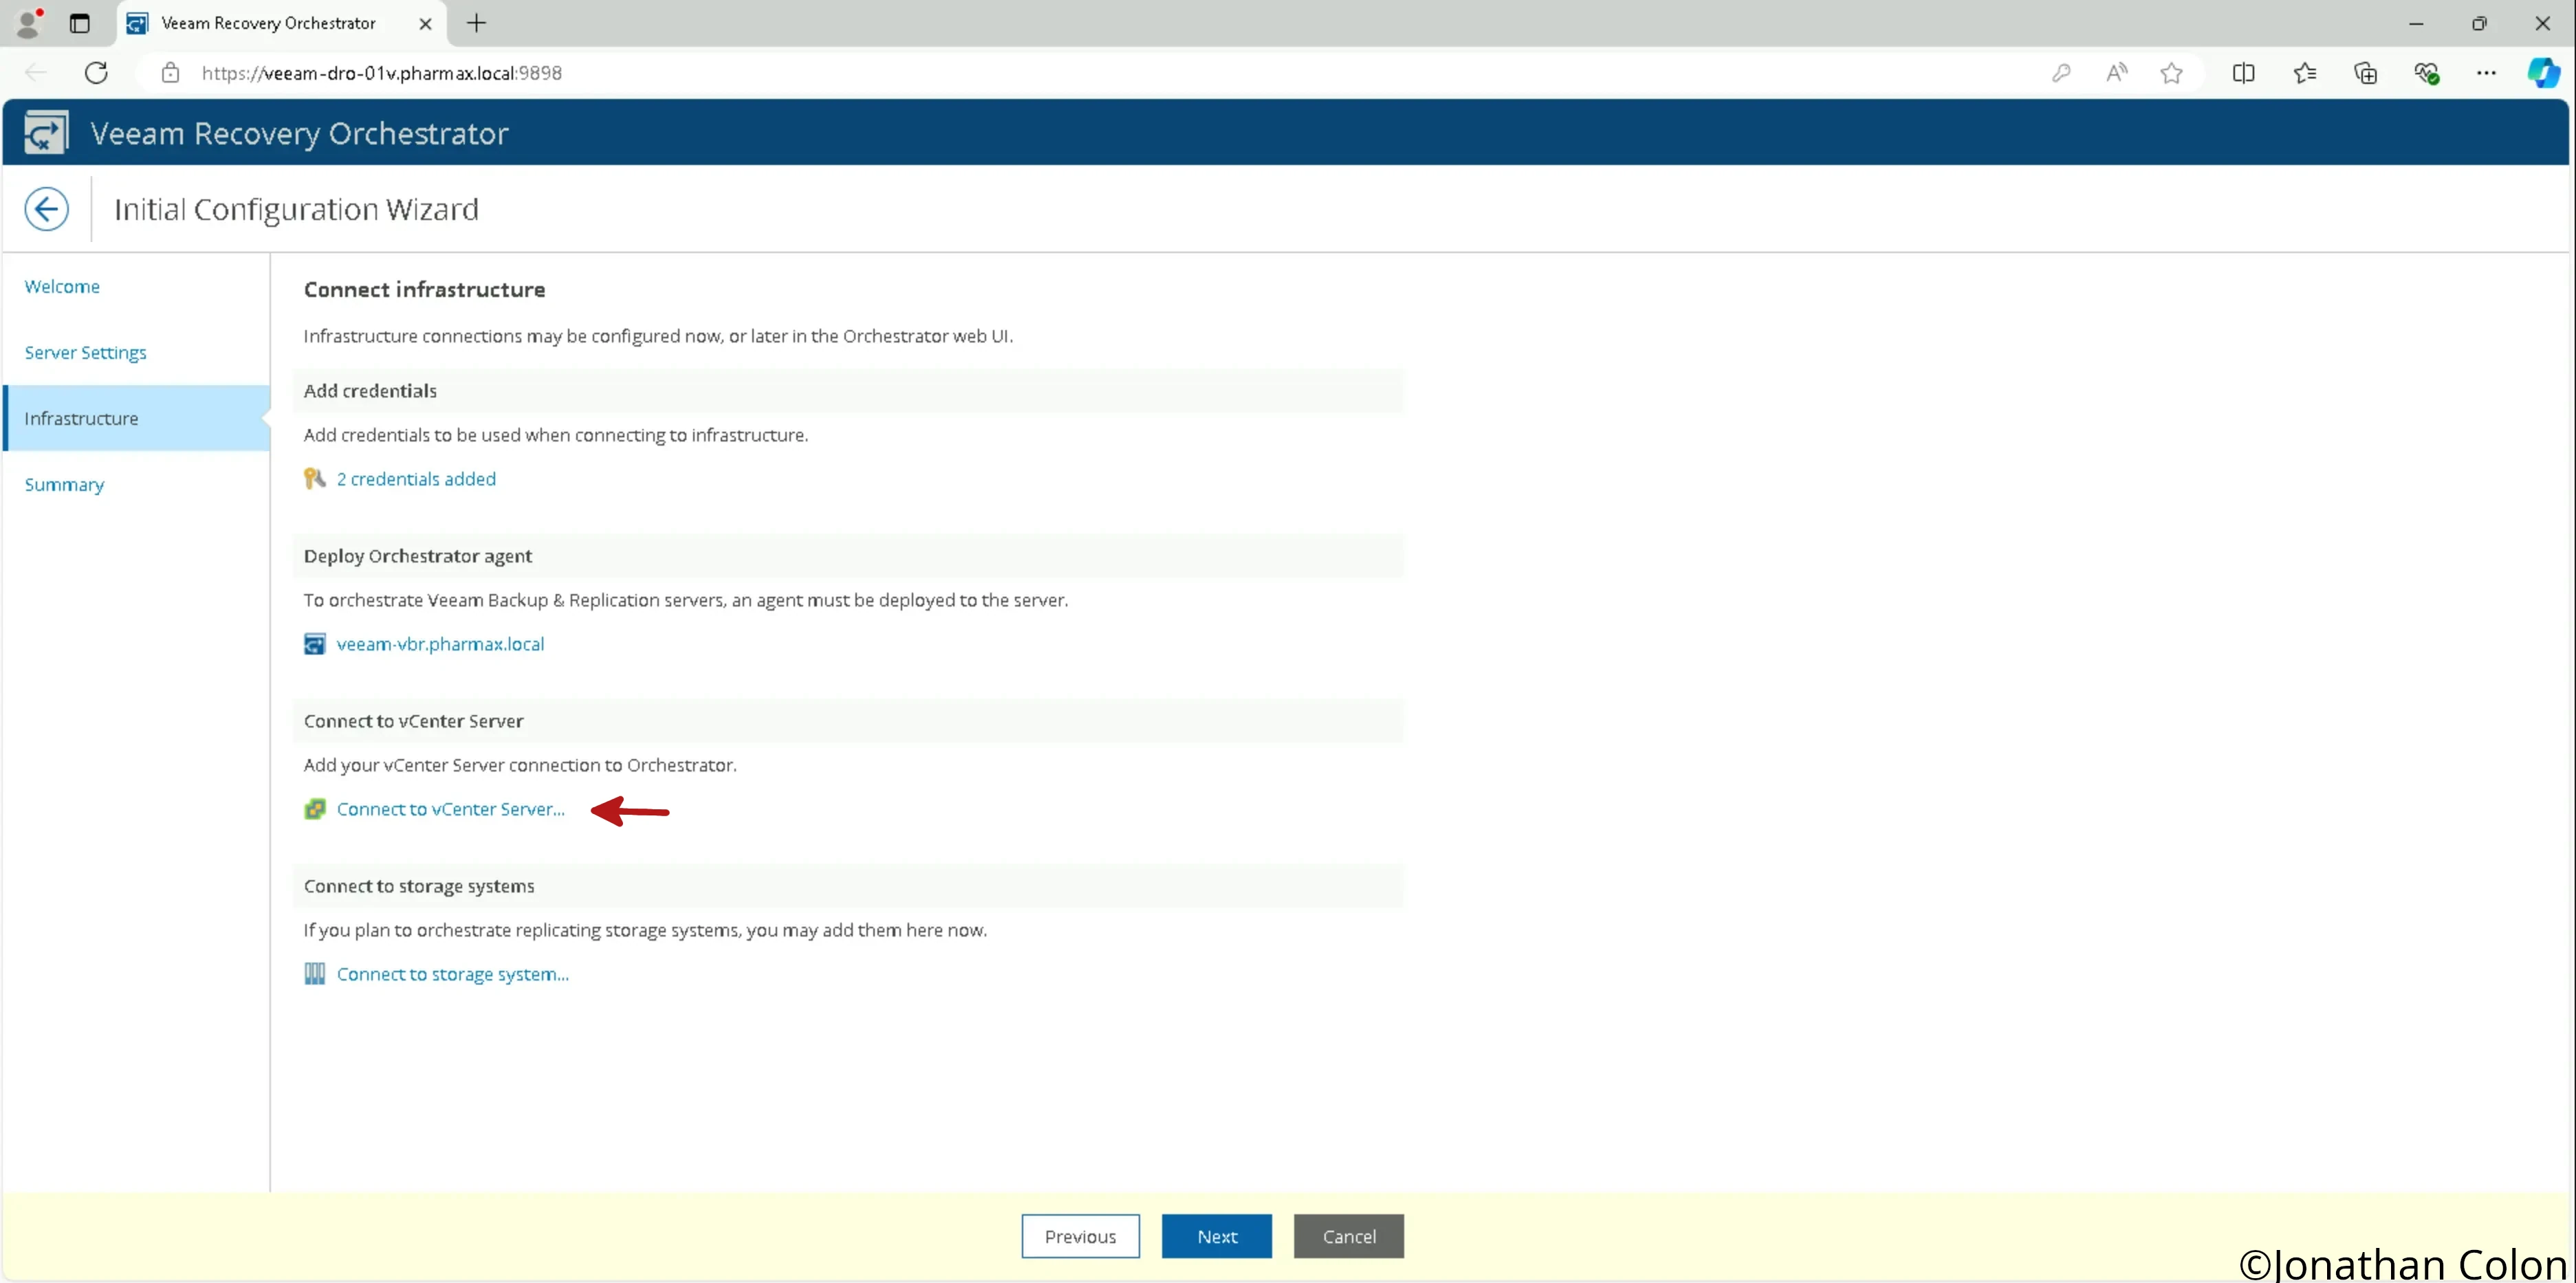 Veeam Recovery Orchestrator
https://veeam-dro-01v.pharmax.local:9898
Veeam Recovery Orchestrator
Initial Configuration Wizard
Welcome
Server Settings
Infrastructure
Summary
Connect infrastructure
Infrastructure connections may be configured now, or later in the Orchestrator web UI.
Add credentials
Add credentials to be used when connecting to infrastructure.
2 credentials added
Deploy Orchestrator agent
To orchestrate Veeam Backup & Replication servers, an agent must be deployed to the server.
veeam-vbr.pharmax.local
Connect to vCenter Server
Add your vCenter Server connection to Orchestrator.
Connect to vCenter Server...
Connect to storage systems
If you plan to orchestrate replicating storage systems, you may add them here now.
Connect to storage system...
Previous Next Cancel
©Jonathan Colon